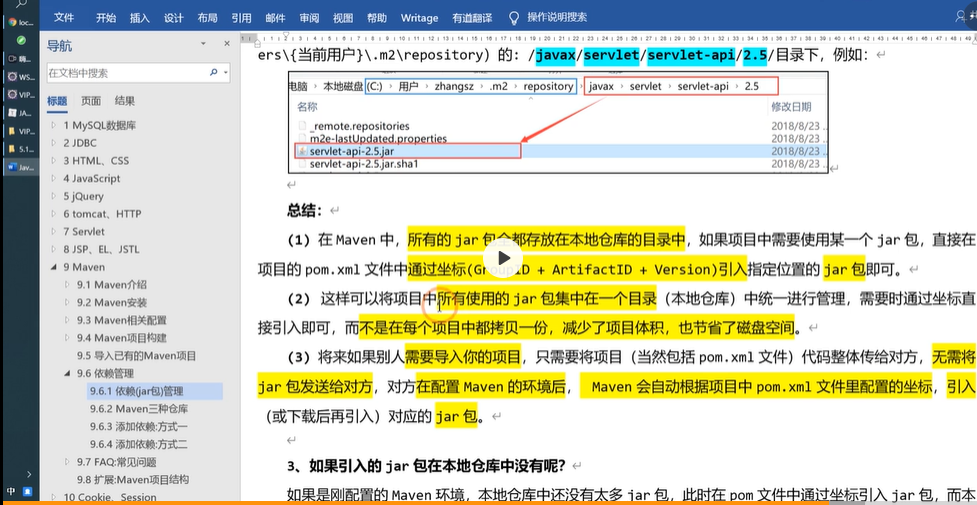 文件 开始 插入 设计 布局 引用 邮件 审阅 视图 帮助 Writage 有道翻译 操作说明搜索
loc...
嗨...
WS...
VIP...
JA...
VIP...
5.1...
Jav...
中
导航
在文档中搜索
标题 页面 结果
1 MySQL数据库
2 JDBC
3 HTML、CSS
4 JavaScript
5 jQuery
6 tomcat、HTTP
7 Servlet
8 JSP、EL、JSTL
9 Maven
9.1 Maven介绍
9.2 Maven安装
9.3 Maven相关配置
9.4 Maven项目构建
9.5 导入已有的Maven项目
9.6 依赖管理
9.6.1 依赖(jar包)管理
9.6.2 Maven三种仓库
9.6.3 添加依赖:方式一
9.6.4 添加依赖:方式二
9.7 FAQ:常见问题
9.8 扩展:Maven项目结构
10 Cookie、Session
ers\{当前用户}\.m2\repository) 的: /javax/servlet/servlet-api/2.5/目录下，例如：
电脑 › 本地磁盘 (C:) › 用户 › zhangsz › .m2 › repository › javax › servlet › servlet-api › 2.5
名称 修改日期
_remote.repositories 2018/8/23 ..
m2e-lastUpdated.properties 2018/8/23 ..
servlet-api-2.5.jar 2018/8/23 ..
servlet-api-2.5.jar.sha1 2018/8/23 ..
总结：
（1）在 Maven 中，所有的 jar 包全都存放在本地仓库的目录中，如果项目中需要使用某一个 jar 包，直接在
项目的 pom.xml 文件中通过坐标(GroupID + ArtifactID + Version)引入指定位置的 jar 包即可。
（2） 这样可以将项目中所有使用的 jar 包集中在一个目录（本地仓库）中统一进行管理，需要时通过坐标直
接引入即可，而不是在每个项目中都拷贝一份，减少了项目体积，也节省了磁盘空间。
（3）将来如果别人需要导入你的项目，只需要将项目（当然包括 pom.xml 文件）代码整体传给对方，无需将
jar 包发送给对方，对方在配置 Maven 的环境后， Maven 会自动根据项目中 pom.xml 文件里配置的坐标，引入
（或下载后再引入）对应的 jar 包。
3、如果引入的 jar 包在本地仓库中没有呢？
如果是刚配置的 Maven 环境，本地仓库中还没有太多 jar 包，此时在 pom 文件中通过坐标引入 jar 包，而本